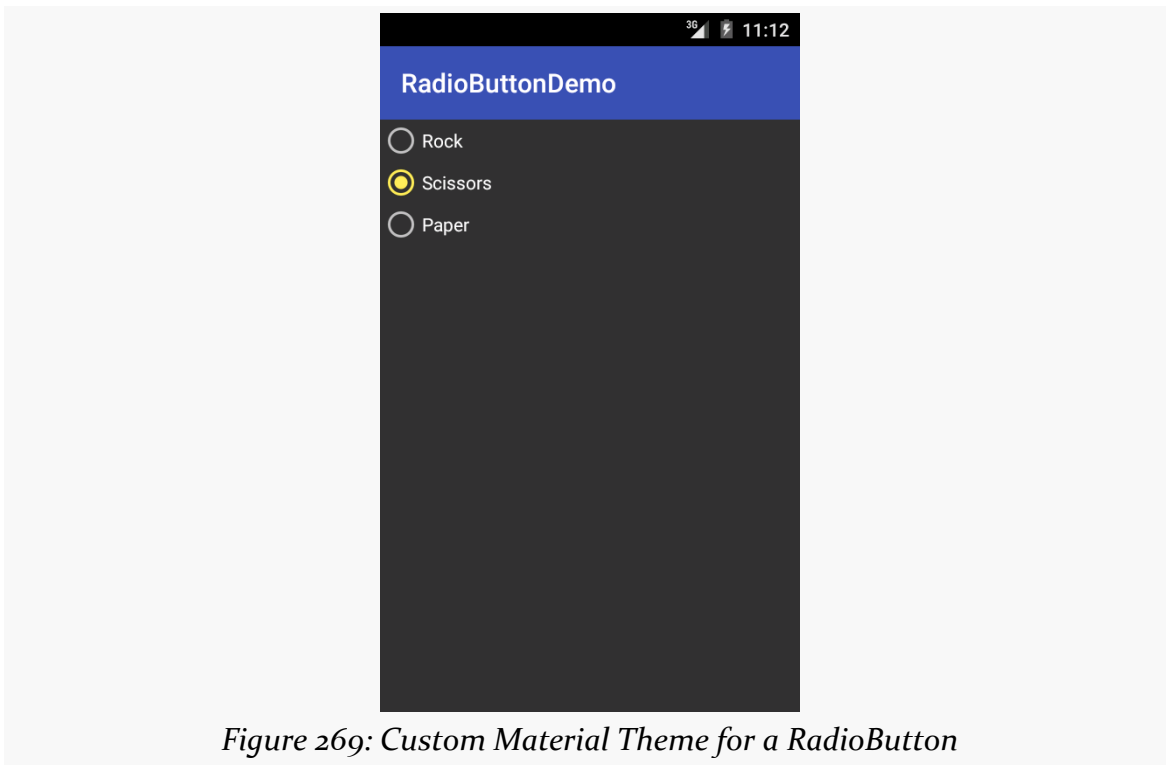 3G 11:12
RadioButtonDemo
Rock
Scissors
Paper
Figure 269: Custom Material Theme for a RadioButton